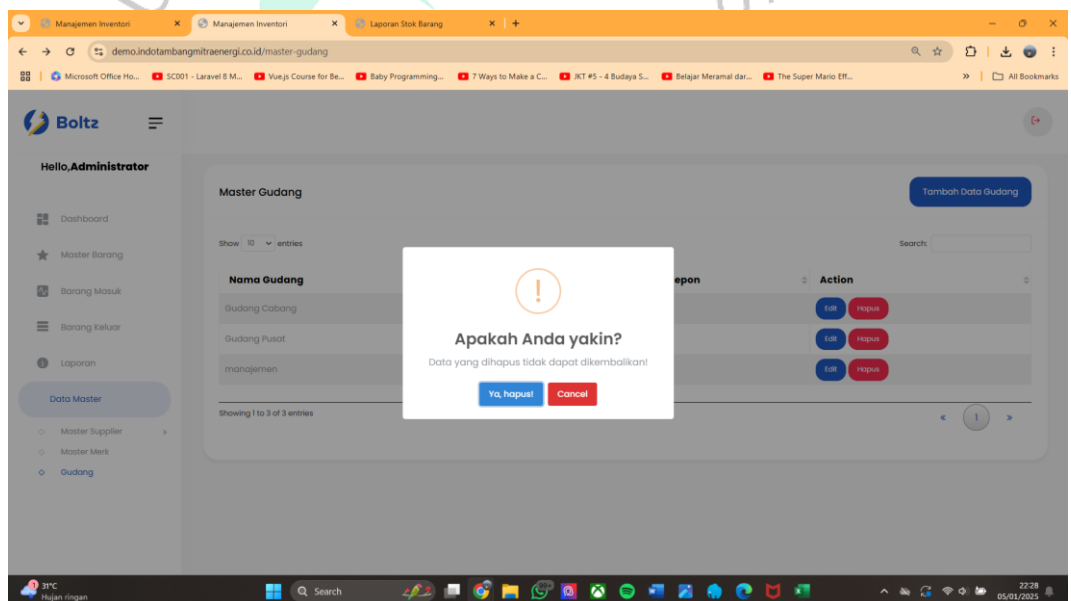 Manajemen Inventori
Manajemen Inventori
Laporan Stok Barang
demo.indotambangmitraenergi.co.id/master-gudang
Microsoft Office Ho...
SC001 - Laravel 8 M...
Vue.js Course for Be...
Baby Programming...
7 Ways to Make a C...
JKT #5 - 4 Budaya S...
Belajar Meramal dar...
The Super Mario Eff...
All Bookmarks
Boltz
Hello,Administrator
Dashboard
Master Barang
Barang Masuk
Barang Keluar
Laporan
Data Master
Master Supplier
Master Merk
Gudang
Master Gudang
Tambah Data Gudang
Show 10 entries
Search:
Nama Gudang
epon
Action
Gudang Cabang
Edit Hapus
Gudang Pusat
Edit Hapus
manajemen
Edit Hapus
Showing 1 to 3 of 3 entries
« 1 »
!
Apakah Anda yakin?
Data yang dihapus tidak dapat dikembalikan!
Ya, hapus!
Cancel
1
31°C
Hujan ringan
Search
99+
22:28
05/01/2025